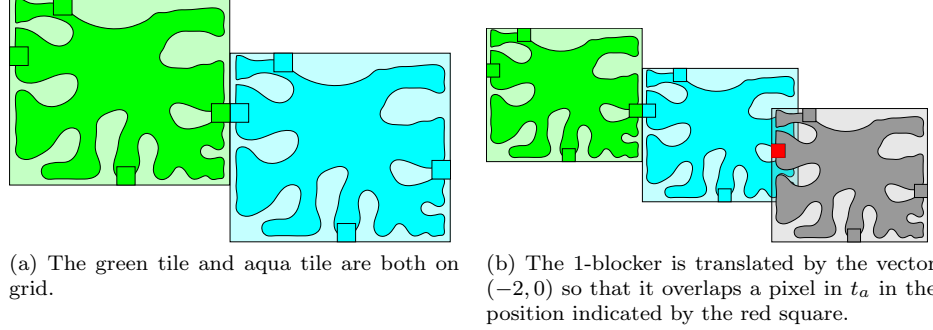 (a) The green tile and aqua tile are both on
grid.
(b) The 1-blocker is translated by the vector
(−2, 0) so that it overlaps a pixel in t_a in the
position indicated by the red square.